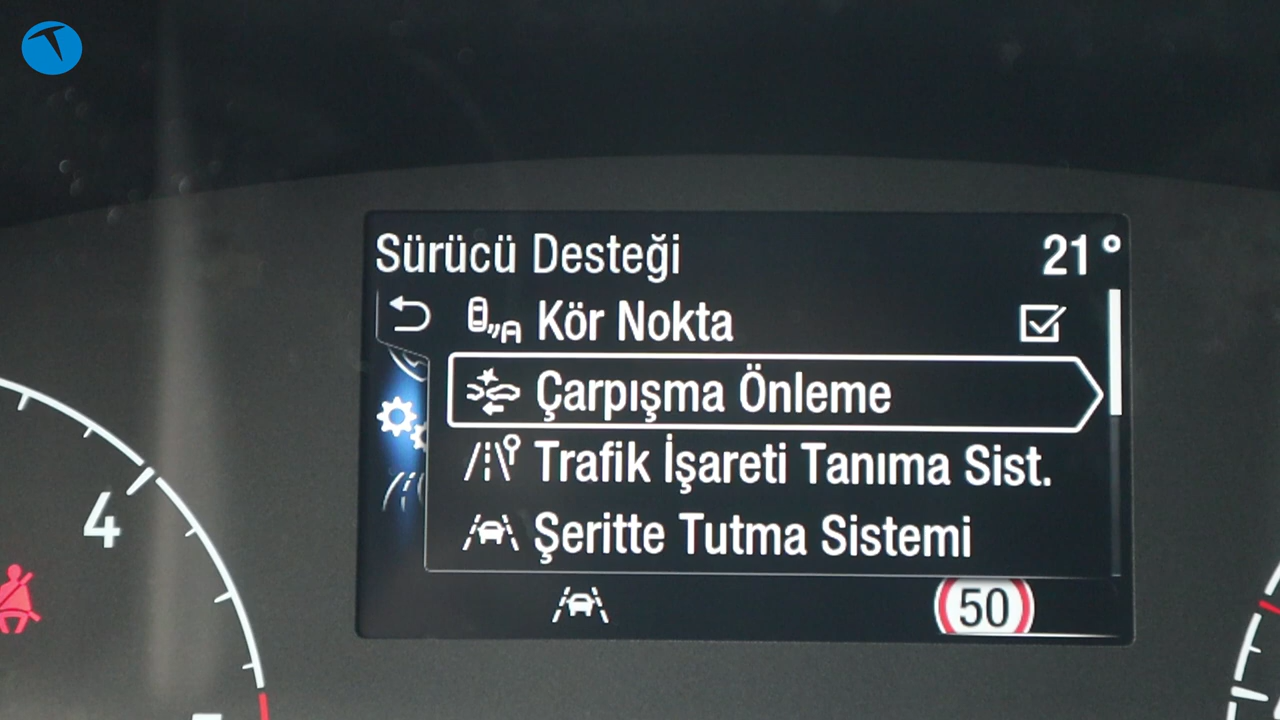 Sürücü Desteği 21°
Kör Nokta
Çarpışma Önleme
Trafik İşareti Tanıma Sist.
Şeritte Tutma Sistemi
50
4